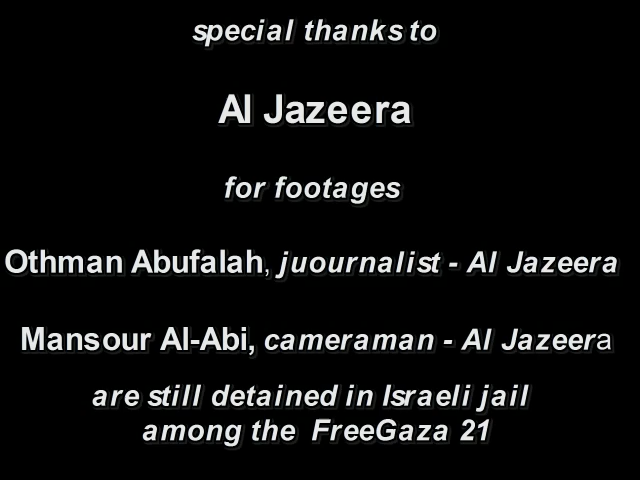 special thanks to
Al Jazeera
for footages
Othman Abufalah, juournalist - Al Jazeera
Mansour Al-Abi, cameraman - Al Jazeera
are still detained in Israeli jail
among the FreeGaza 21